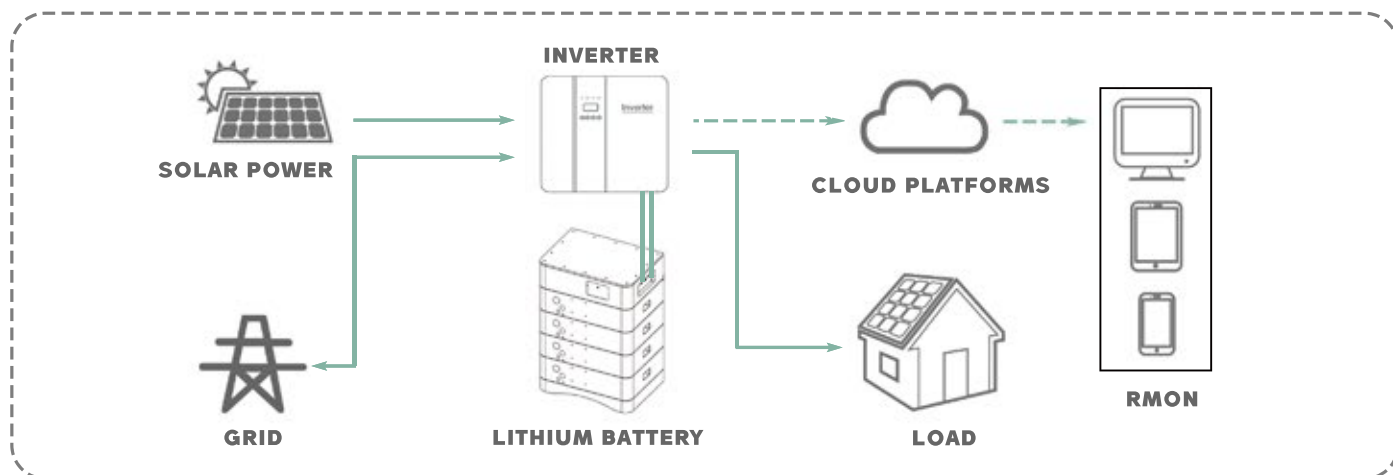 INVERTER
Inverter
SOLAR POWER
CLOUD PLATFORMS
RMON
GRID
LITHIUM BATTERY
LOAD